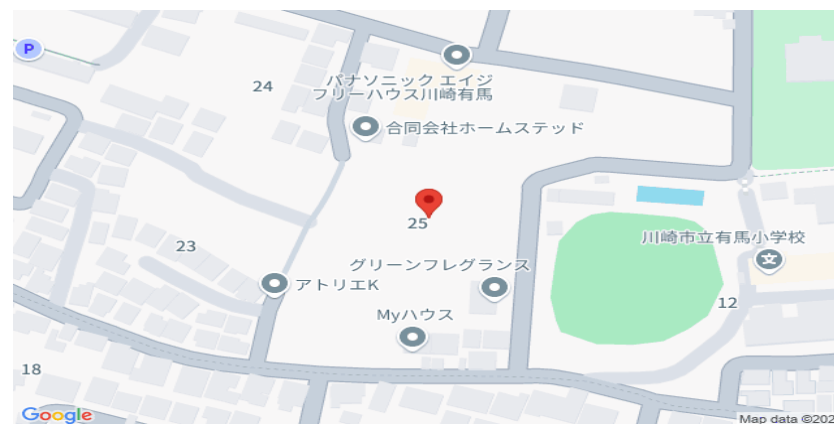 P
24
パナソニック エイジ
フリーハウス川崎有馬
合同会社ホームステッド
25
23
川崎市立有馬小学校
文
グリーンフレグランス
アトリエK
12
Myハウス
18
Google
Map data ©202